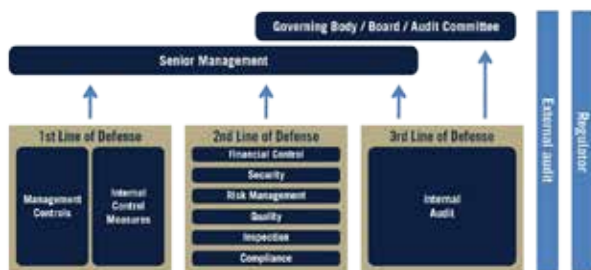 Governing Body / Board / Audit Committee
Senior Management
1st Line of Defense
Management
Controls
Internal
Control
Measures
2nd Line of Defense
Financial Control
Security
Risk Management
Quality
Inspection
Compliance
3rd Line of Defense
Internal
Audit
External audit
Regulator